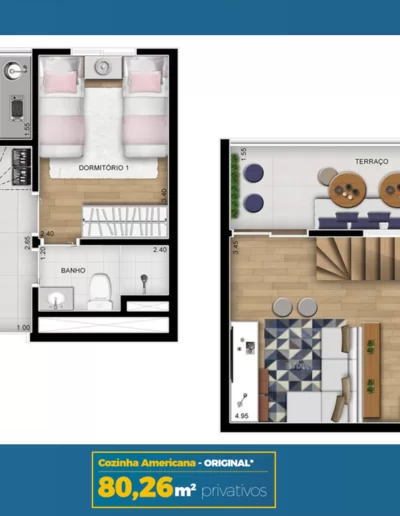 1.55
DORMITÓRIO 1
3.40
2.40
2.65
1.20
2.40
BANHO
1.00
1.55
TERRAÇO
3.45
4.95
Cozinha Americana - ORIGINAL*
80,26m² privativos